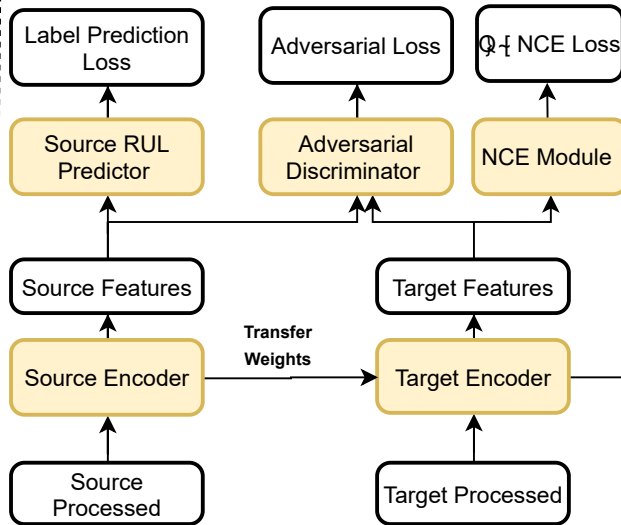 Label Prediction
Loss
Adversarial Loss
NCE Loss
Source RUL
Predictor
Adversarial
Discriminator
NCE Module
Source Features
Target Features
Transfer
Weights
Source Encoder
Target Encoder
Source
Processed
Target Processed